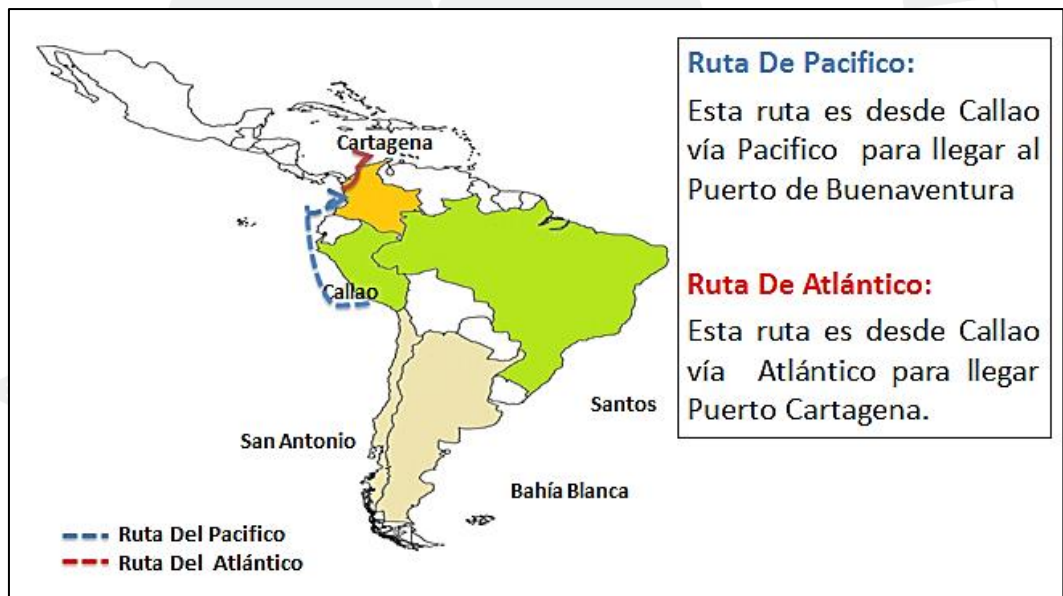 Cartagena
Callao
Santos
San Antonio
Bahía Blanca
Ruta Del Pacifico
Ruta Del Atlántico
Ruta De Pacifico:
Esta ruta es desde Callao
vía Pacifico para llegar al
Puerto de Buenaventura
Ruta De Atlántico:
Esta ruta es desde Callao
vía Atlántico para llegar
Puerto Cartagena.